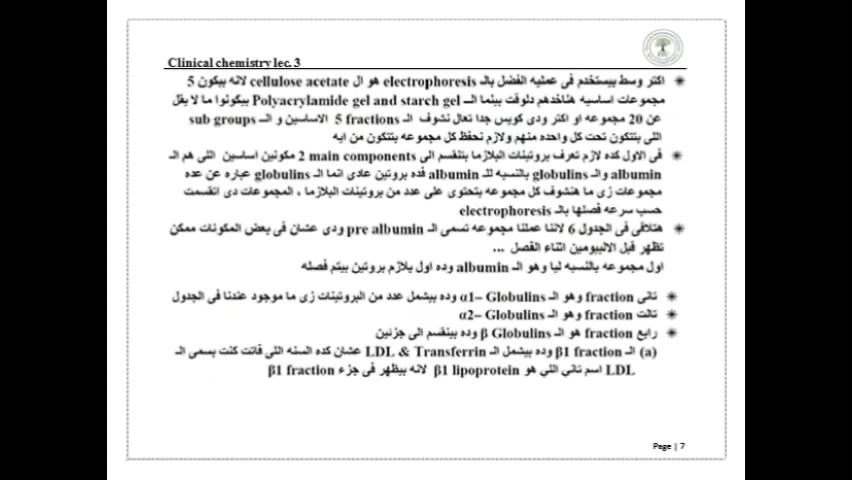 Clinical chemistry lec. 3
✷ اكتر وسط بيستخدم فى عمليه الفصل بالـ electrophoresis هو ال cellulose acetate لانه بيكون 5
مجموعات اساسيه هناخدهم دلوقت بينما الـ Polyacrylamide gel and starch gel بيكونوا ما لا يقل
عن 20 مجموعه او اكتر ودى كويس جدا تعال نشوف الـ 5 fractions الاساسين و الـ sub groups
اللى بتتكون تحت كل واحده منهم ولازم نحفظ كل مجموعه بتتكون من ايه
✷ فى الاول كده لازم تعرف بروتينات البلازما بتنقسم الى 2 main components مكونين اساسين اللى هم الـ
albumin والـ globulins بالنسبه للـ albumin فده بروتين عادى انما الـ globulins عباره عن عده
مجموعات زى ما هنشوف كل مجموعه بتحتوى على عدد من بروتينات البلازما ، المجموعات دى اتقسمت
حسب سرعه فصلها بالـ electrophoresis
✷ هتلاقى فى الجدول 6 لاننا عملنا مجموعه تسمى الـ pre albumin ودى عشان فى بعض المكونات ممكن
تظهر قبل الالبيومين اثناء الفصل ...
اول مجموعه بالنسبه ليا وهو الـ albumin وده اول بلازم بروتين بيتم فصله
✷ تانى fraction وهو الـ α1– Globulins وده بيشمل عدد من البروتينات زى ما موجود عندنا فى الجدول
✷ تالت fraction وهو الـ α2– Globulins
✷ رابع fraction هو الـ β Globulins وده بينقسم الى جزئين
(a) الـ β1 fraction وده بيشمل الـ LDL & Transferrin عشان كده السنه اللى فاتت كنت بسمى الـ
LDL اسم تاني اللي هو β1 lipoprotein لانه بيظهر فى جزء β1 fraction
Page | 7